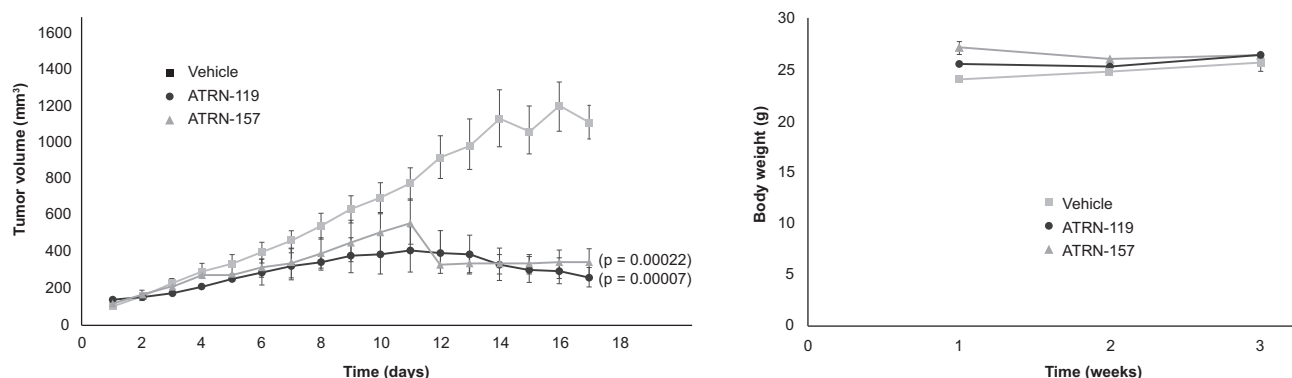 1600
1400
1200
1000
800
600
400
200
0
Tumor volume (mm³)
Vehicle
ATRN-119
ATRN-157
(p = 0.00022)
(p = 0.00007)
0 2 4 6 8 10 12 14 16 18
Time (days)
30
25
20
15
10
5
0
Body weight (g)
Vehicle
ATRN-119
ATRN-157
0 1 2 3
Time (weeks)